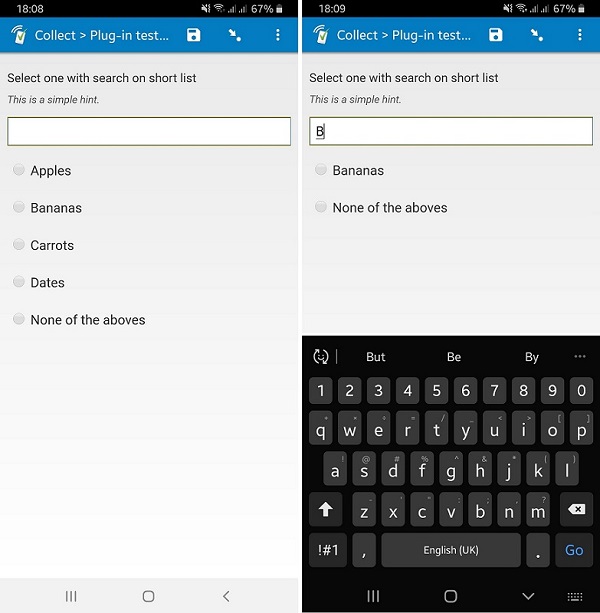 18:08 67%
Collect > Plug-in test...
Select one with search on short list
This is a simple hint.
Apples
Bananas
Carrots
Dates
None of the aboves
18:09 67%
Collect > Plug-in test...
Select one with search on short list
This is a simple hint.
B
Bananas
None of the aboves
But Be By ...
1 2 3 4 5 6 7 8 9 0
q w e r t y u i o p
a s d f g h j k l
z x c v b n m
!#1 , English (UK) . Go